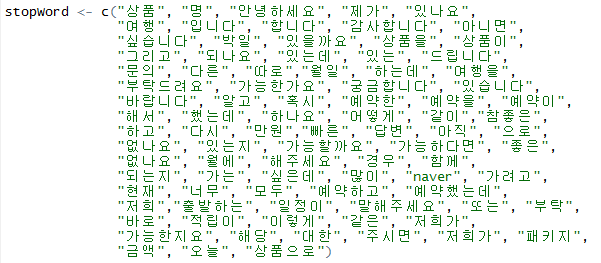 stopWord <- c("상품", "명", "안녕하세요", "제가", "있나요",
"여행", "입니다", "합니다", "감사합니다", "아니면",
"싶습니다", "박일", "있을까요", "상품을", "상품이",
"그리고", "되나요", "있는데", "있는", "드립니다",
"문의", "다른", "따로","월일", "하는데", "여행을",
"부탁드려요", "가능한가요", "궁금합니다", "있습니다",
"바랍니다", "알고", "혹시", "예약한", "예약을", "예약이",
"해서", "했는데", "하나요", "어떻게", "같이","참좋은",
"하고", "다시", "만원","빠른", "답변", "아직", "으로",
"없나요", "있는지", "가능할까요", "가능하다면", "좋은",
"없나요", "월에", "해주세요", "경우", "함께",
"되는지", "가는", "싶은데", "많이", "naver", "가려고",
"현재", "너무", "모두", "예약하고", "예약했는데",
"저희","출발하는", "일정이", "말해주세요", "또는", "부탁",
"바로", "적립이", "이렇게", "같은", "저희가",
"가능한지요", "해당", "대한", "주시면", "저희가", "패키지",
"금액", "오늘", "상품으로")